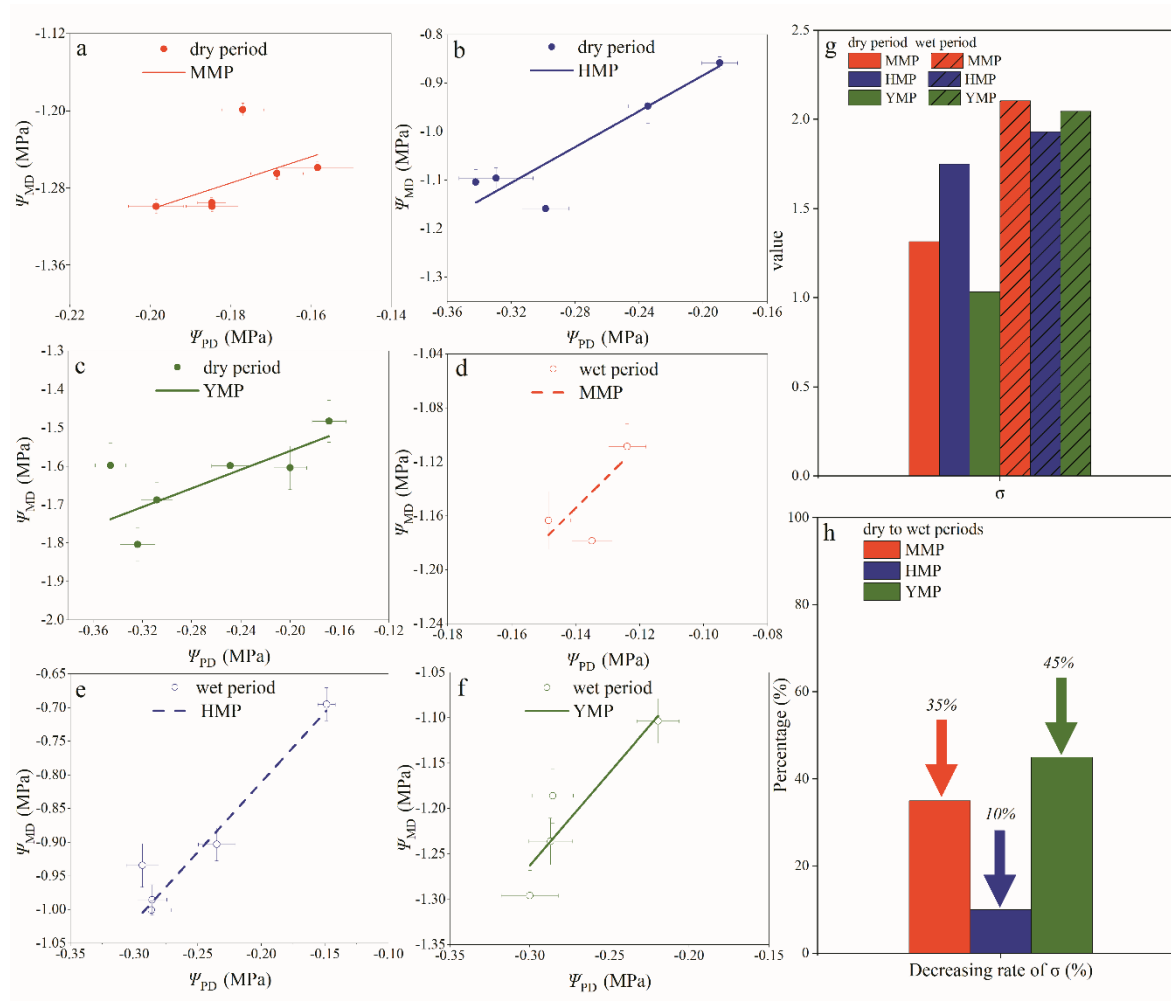 a
dry period
MMP
-1.12
-1.20
-1.28
-1.36
-0.22
-0.20
-0.18
-0.16
-0.14
Ψ_MD (MPa)
Ψ_PD (MPa)
b
dry period
HMP
-0.8
-0.9
-1.0
-1.1
-1.2
-1.3
-0.36
-0.32
-0.28
-0.24
-0.20
-0.16
Ψ_MD (MPa)
Ψ_PD (MPa)
g
dry period wet period
MMP MMP
HMP HMP
YMP YMP
2.5
2.0
1.5
1.0
0.5
0.0
value
σ
c
dry period
YMP
-1.3
-1.4
-1.5
-1.6
-1.7
-1.8
-1.9
-2.0
-0.36
-0.32
-0.28
-0.24
-0.20
-0.16
-0.12
Ψ_MD (MPa)
Ψ_PD (MPa)
d
wet period
MMP
-1.04
-1.08
-1.12
-1.16
-1.20
-1.24
-0.18
-0.16
-0.14
-0.12
-0.10
-0.08
Ψ_MD (MPa)
Ψ_PD (MPa)
h
dry to wet periods
MMP
HMP
YMP
100
80
60
40
20
0
Percentage (%)
35%
10%
45%
Decreasing rate of σ (%)
e
wet period
HMP
-0.65
-0.70
-0.75
-0.80
-0.85
-0.90
-0.95
-1.00
-1.05
-0.35
-0.30
-0.25
-0.20
-0.15
-0.10
Ψ_MD (MPa)
Ψ_PD (MPa)
f
wet period
YMP
-1.05
-1.10
-1.15
-1.20
-1.25
-1.30
-1.35
-0.30
-0.25
-0.20
-0.15
Ψ_MD (MPa)
Ψ_PD (MPa)